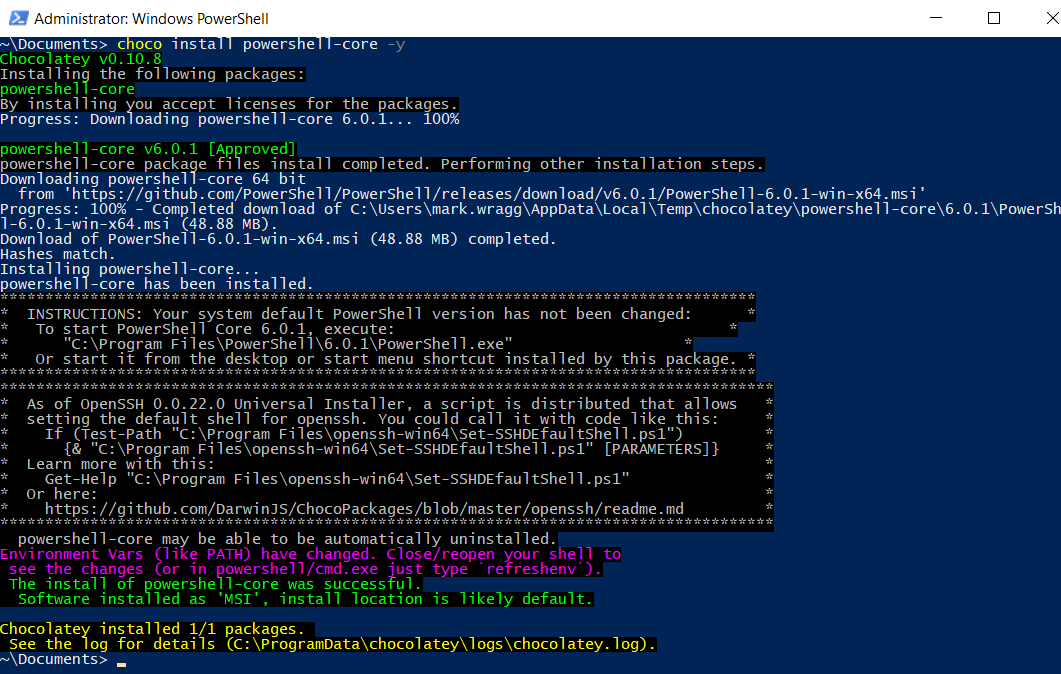 Administrator: Windows PowerShell
~\Documents> choco install powershell-core -y
Chocolatey v0.10.8
Installing the following packages:
powershell-core
By installing you accept licenses for the packages.
Progress: Downloading powershell-core 6.0.1... 100%
powershell-core v6.0.1 [Approved]
powershell-core package files install completed. Performing other installation steps.
Downloading powershell-core 64 bit
  from 'https://github.com/PowerShell/PowerShell/releases/download/v6.0.1/PowerShell-6.0.1-win-x64.msi'
Progress: 100% - Completed download of C:\Users\mark.wragg\AppData\Local\Temp\chocolatey\powershell-core\6.0.1\PowerSh
l-6.0.1-win-x64.msi (48.88 MB).
Download of PowerShell-6.0.1-win-x64.msi (48.88 MB) completed.
Hashes match.
Installing powershell-core...
powershell-core has been installed.
************************************************************************************
*  INSTRUCTIONS: Your system default PowerShell version has not been changed:      *
*   To start PowerShell Core 6.0.1, execute:                                     *
*      "C:\Program Files\PowerShell\6.0.1\PowerShell.exe"                   *
*   Or start it from the desktop or start menu shortcut installed by this package. *
************************************************************************************
**************************************************************************************
*  As of OpenSSH 0.0.22.0 Universal Installer, a script is distributed that allows   *
*  setting the default shell for openssh. You could call it with code like this:     *
*    If (Test-Path "C:\Program Files\openssh-win64\Set-SSHDEfaultShell.ps1")         *
*      {& "C:\Program Files\openssh-win64\Set-SSHDEfaultShell.ps1" [PARAMETERS]}     *
*  Learn more with this:                                                             *
*    Get-Help "C:\Program Files\openssh-win64\Set-SSHDEfaultShell.ps1"               *
*  Or here:                                                                          *
*    https://github.com/DarwinJS/ChocoPackages/blob/master/openssh/readme.md         *
**************************************************************************************
  powershell-core may be able to be automatically uninstalled.
Environment Vars (like PATH) have changed. Close/reopen your shell to
 see the changes (or in powershell/cmd.exe just type `refreshenv`).
 The install of powershell-core was successful.
  Software installed as 'MSI', install location is likely default.
Chocolatey installed 1/1 packages.
 See the log for details (C:\ProgramData\chocolatey\logs\chocolatey.log).
~\Documents>